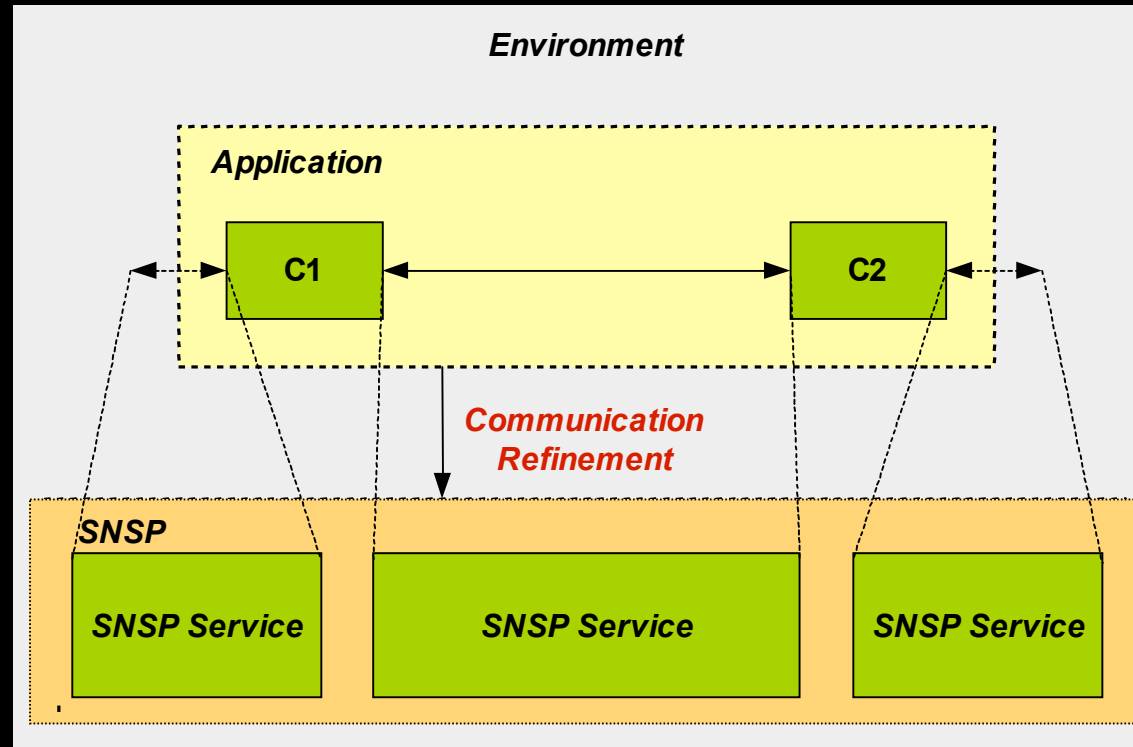 Environment
Application
C1
C2
Communication
Refinement
SNSP
SNSP Service
SNSP Service
SNSP Service